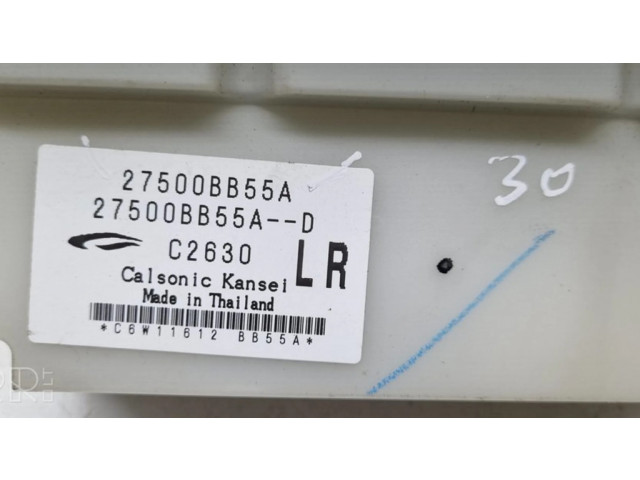 27500BB55A
27500BB55A--D
C2630
LR
Calsonic Kansei
Made in Thailand
*C6W11612 BB55A*
30